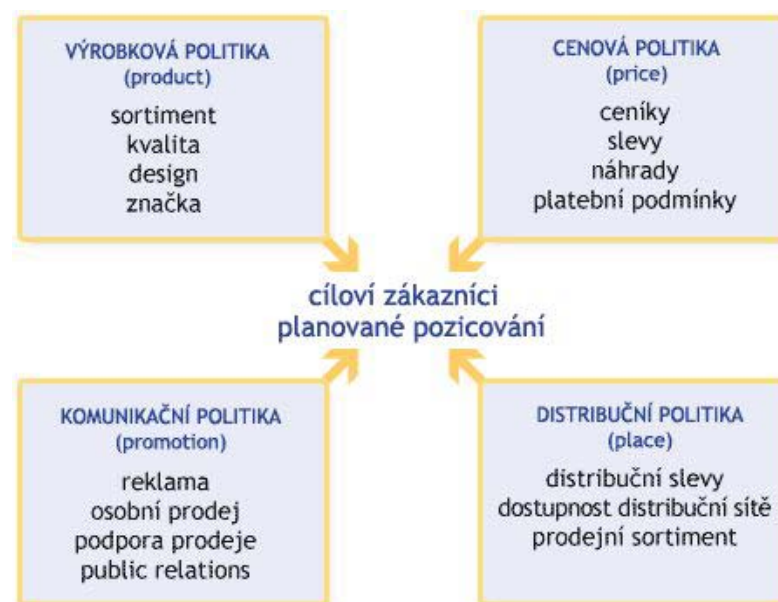 VÝROBKOVÁ POLITIKA
(product)
sortiment
kvalita
design
značka
CENOVÁ POLITIKA
(price)
ceníky
slevy
náhrady
platební podmínky
cíloví zákazníci
planované pozicování
KOMUNIKAČNÍ POLITIKA
(promotion)
reklama
osobní prodej
podpora prodeje
public relations
DISTRIBUČNÍ POLITIKA
(place)
distribuční slevy
dostupnost distribuční sítě
prodejní sortiment